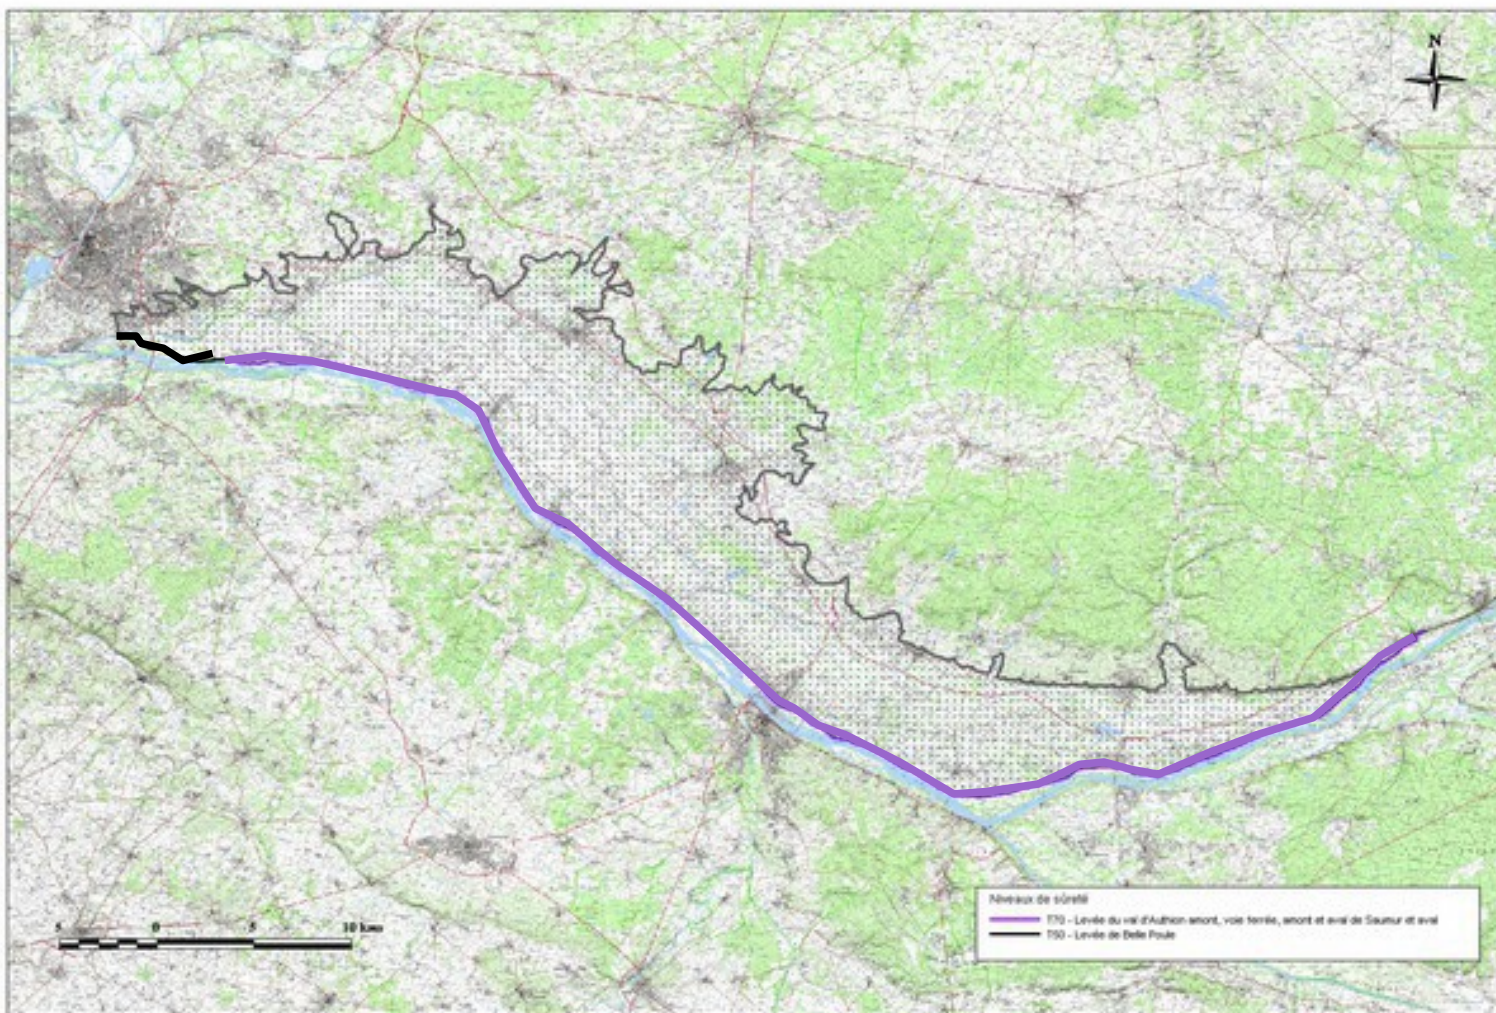 N
Niveaux de sûreté
T70 - Levée du val d'Authion amont, voie ferrée, amont et aval de Saumur et aval
T50 - Levée de Belle Poule
5 0 5 10 kms